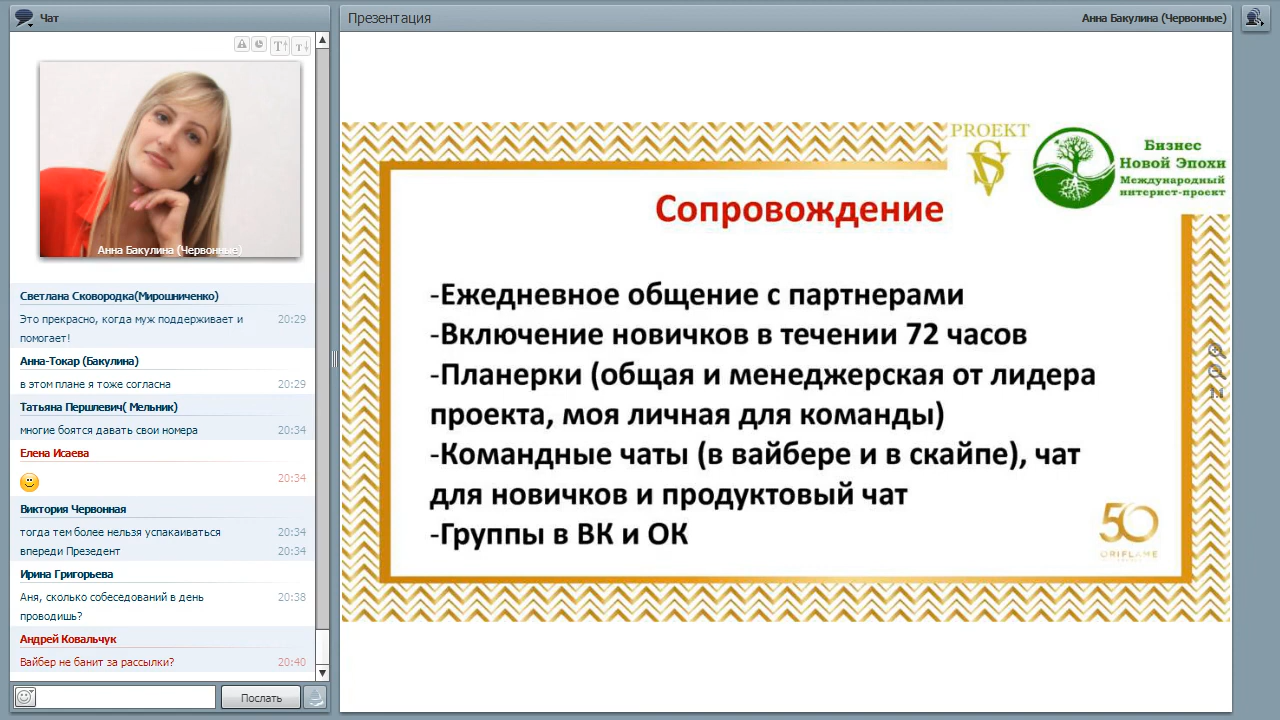 Чат
Анна Бакулина (Червонные)
Светлана Сковородка(Мирошниченко)
Это прекрасно, когда муж поддерживает и 20:29
помогает!
Анна-Токар (Бакулина)
в этом плане я тоже согласна 20:29
Татьяна Першлевич( Мельник)
многие боятся давать свои номера 20:34
Елена Исаева
20:34
Виктория Червонная
тогда тем более нельзя успакаиваться 20:34
впереди Президент 20:34
Ирина Григорьева
Аня, сколько собеседований в день 20:38
проводишь?
Андрей Ковальчук
Вайбер не банит за рассылки? 20:40
Послать
Презентация
Анна Бакулина (Червонные)
PROEKT
SV
Бизнес
Новой Эпохи
Международный
интернет-проект
Сопровождение
-Ежедневное общение с партнерами
-Включение новичков в течении 72 часов
-Планерки (общая и менеджерская от лидера
проекта, моя личная для команды)
-Командные чаты (в вайбере и в скайпе), чат
для новичков и продуктовый чат
-Группы в ВК и ОК
50
ORIFLAME